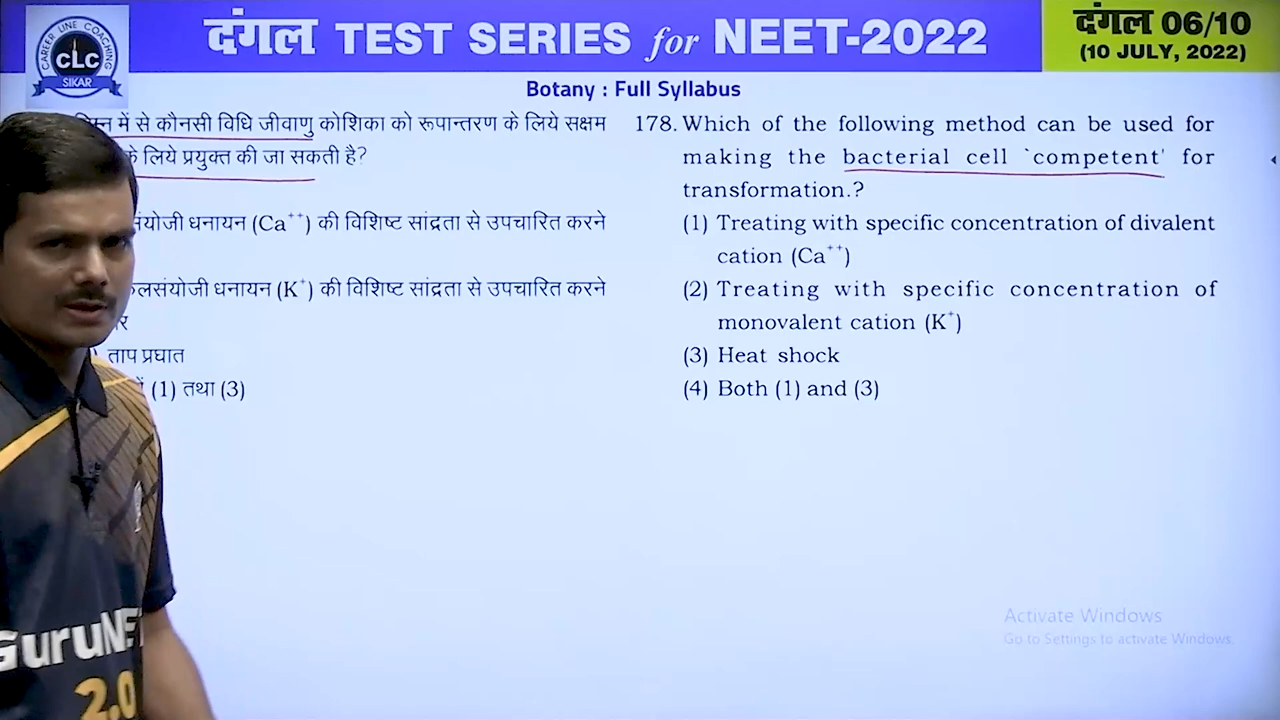 CAREER LINE COACHING
CLC
SIKAR
दंगल TEST SERIES for NEET-2022
दंगल 06/10
(10 JULY, 2022)
Botany : Full Syllabus
में से कौनसी विधि जीवाणु कोशिका को रूपान्तरण के लिये सक्षम
के लिये प्रयुक्त की जा सकती है?
धनायन (Ca++) की विशिष्ट सांद्रता से उपचारित करने
धनायन (K+) की विशिष्ट सांद्रता से उपचारित करने
ताप प्रघात
(1) तथा (3)
178. Which of the following method can be used for
making the bacterial cell `competent' for
transformation.?
(1) Treating with specific concentration of divalent
cation (Ca++)
(2) Treating with specific concentration of
monovalent cation (K+)
(3) Heat shock
(4) Both (1) and (3)
2.0
Activate Windows
Go to Settings to activate Windows.